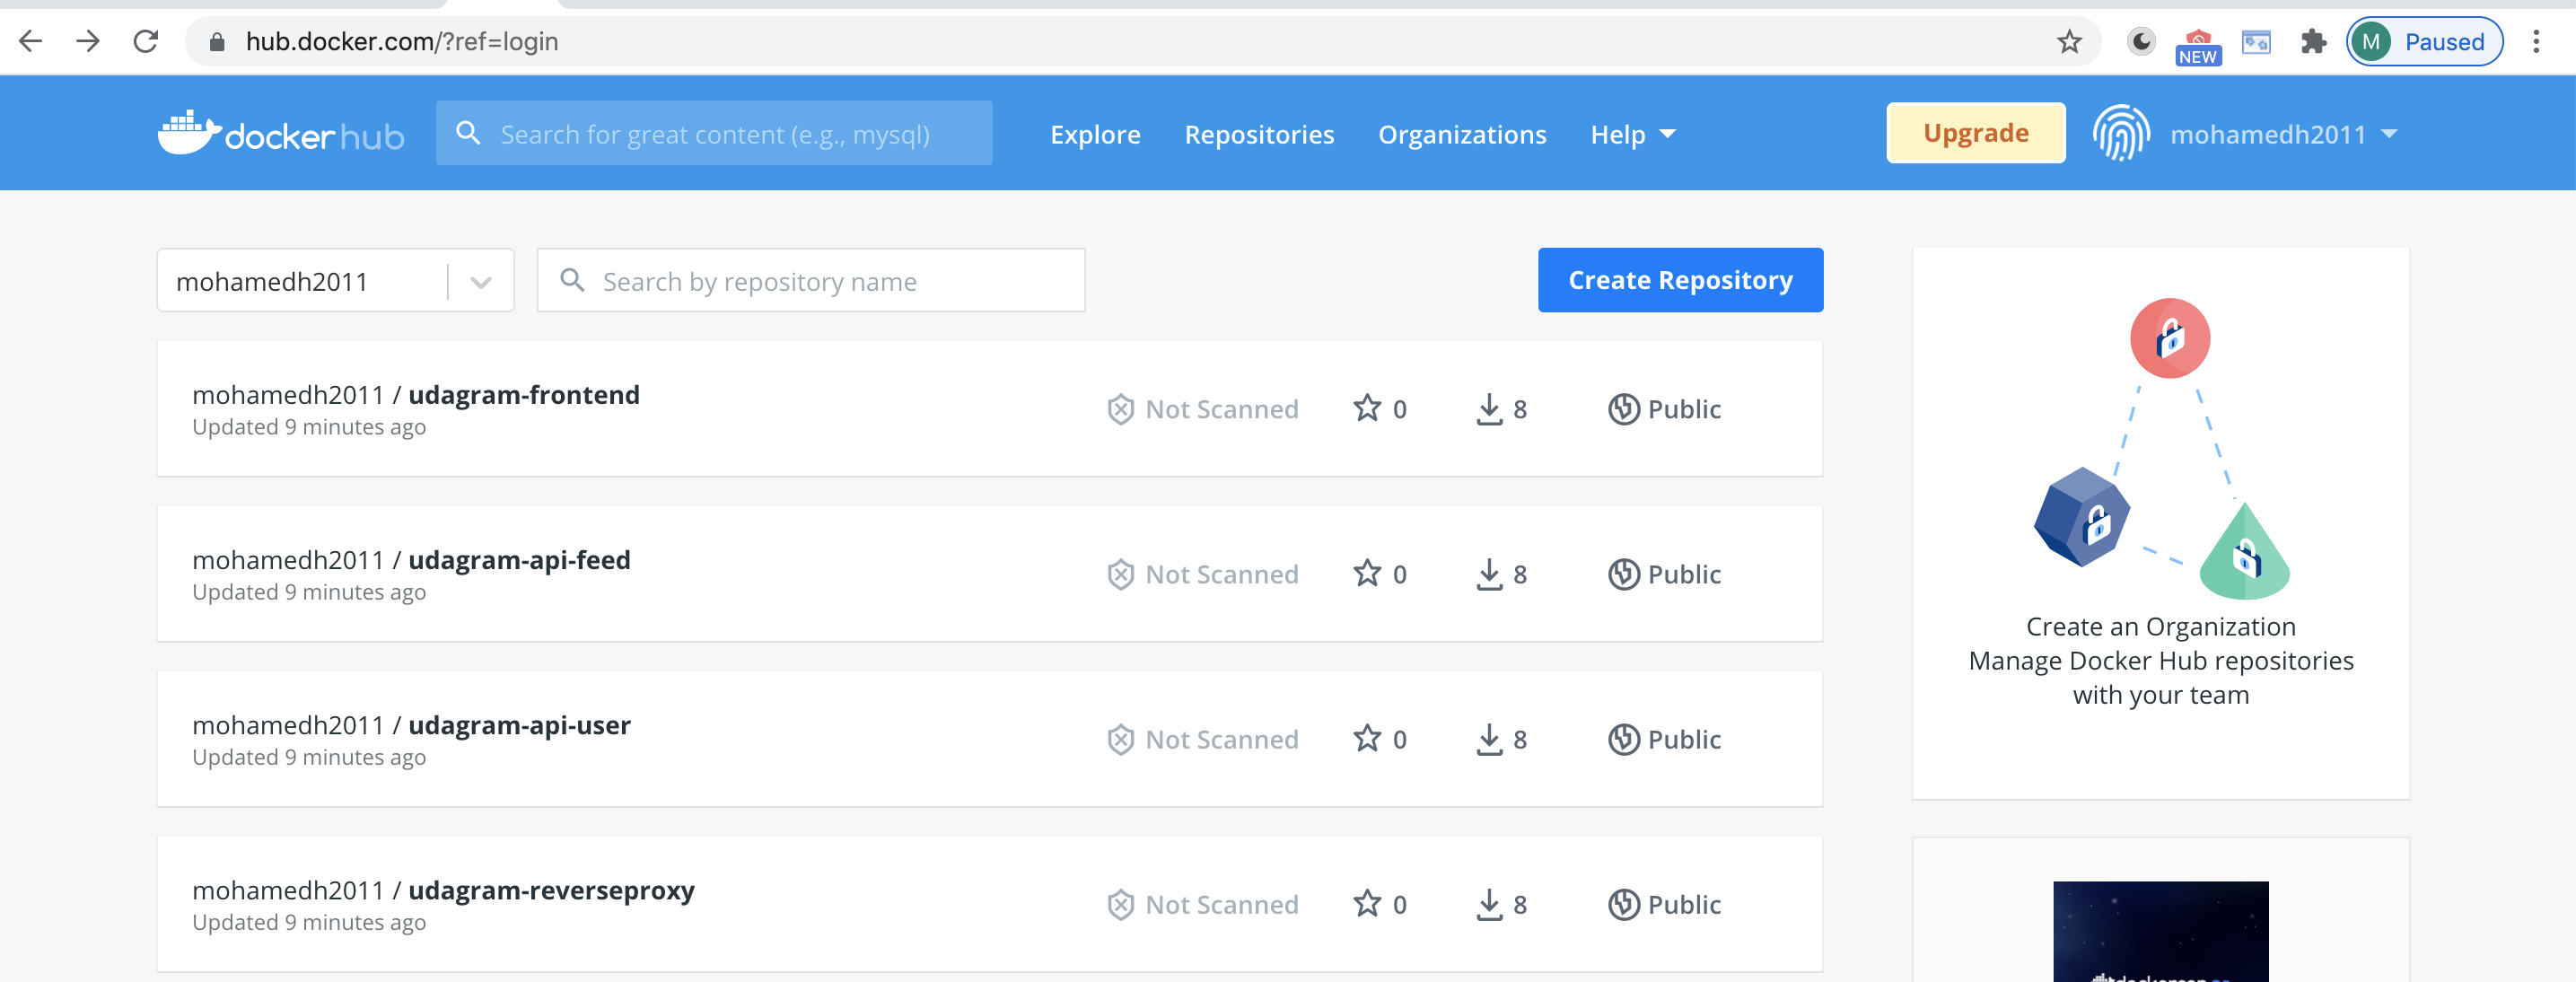 hub.docker.com/?ref=login
NEW
M Paused
docker hub
Search for great content (e.g., mysql)
Explore
Repositories
Organizations
Help
Upgrade
mohamedh2011
mohamedh2011
Search by repository name
Create Repository
mohamedh2011 / udagram-frontend
Updated 9 minutes ago
Not Scanned
0
8
Public
mohamedh2011 / udagram-api-feed
Updated 9 minutes ago
Not Scanned
0
8
Public
mohamedh2011 / udagram-api-user
Updated 9 minutes ago
Not Scanned
0
8
Public
mohamedh2011 / udagram-reverseproxy
Updated 9 minutes ago
Not Scanned
0
8
Public
Create an Organization
Manage Docker Hub repositories
with your team